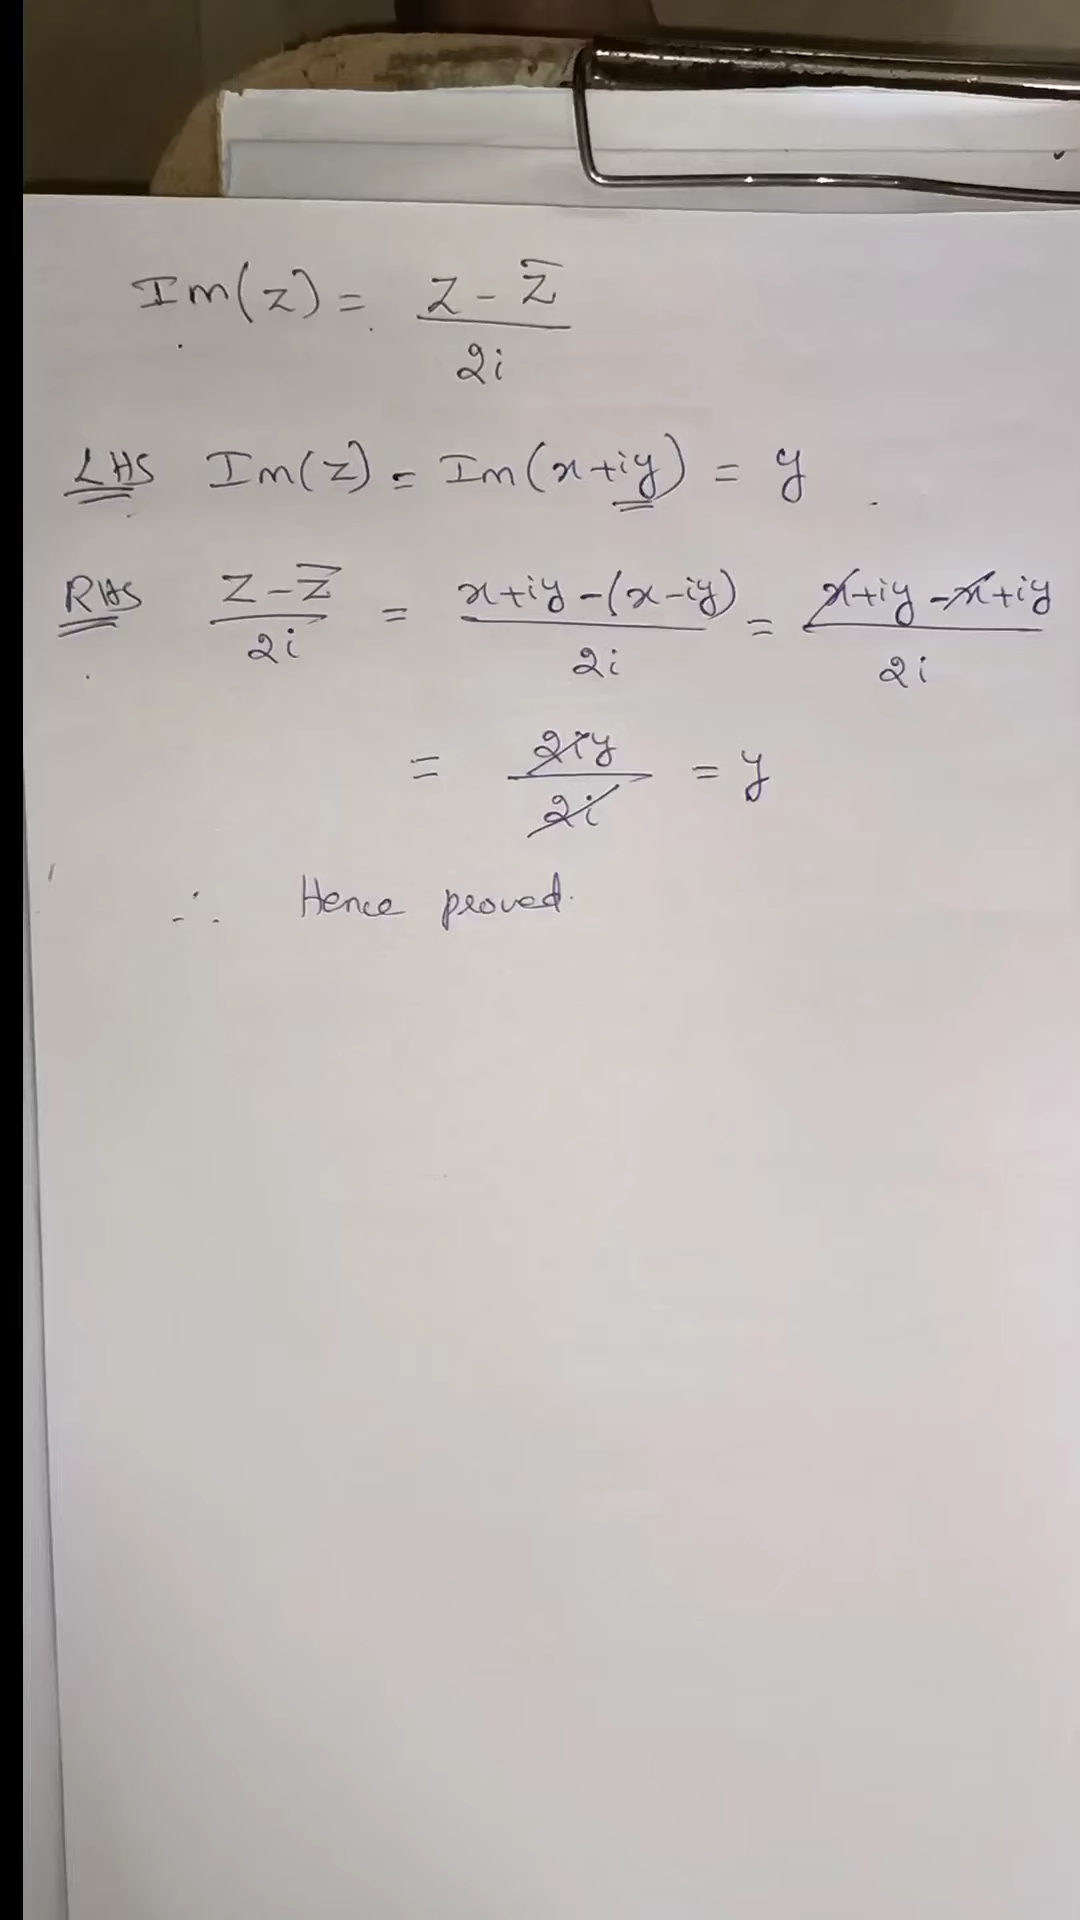 Im(z) = (z - z̄)/2i
LHS Im(z) = Im(x+iy) = y
RHS (z - z̄)/2i = (x+iy-(x-iy))/2i = (x+iy-x+iy)/2i
= 2iy/2i = y
∴ Hence proved.